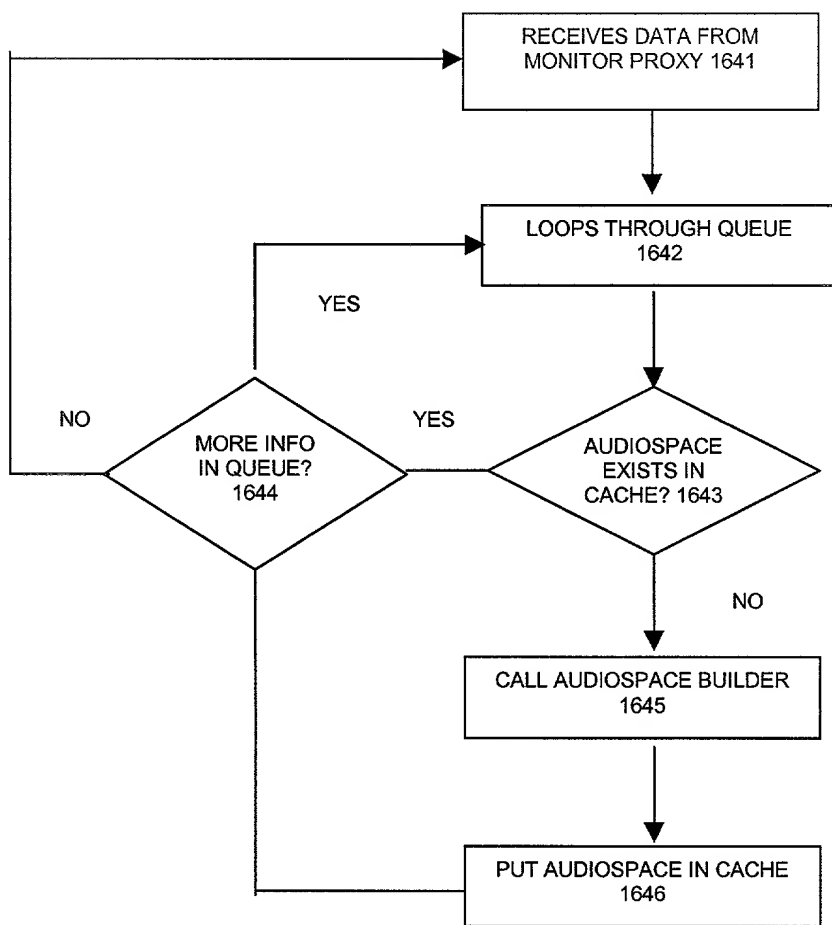 RECEIVES DATA FROM
MONITOR PROXY 1641
LOOPS THROUGH QUEUE
1642
YES
NO
MORE INFO
IN QUEUE?
1644
YES
AUDIOSPACE
EXISTS IN
CACHE? 1643
NO
CALL AUDIOSPACE BUILDER
1645
PUT AUDIOSPACE IN CACHE
1646